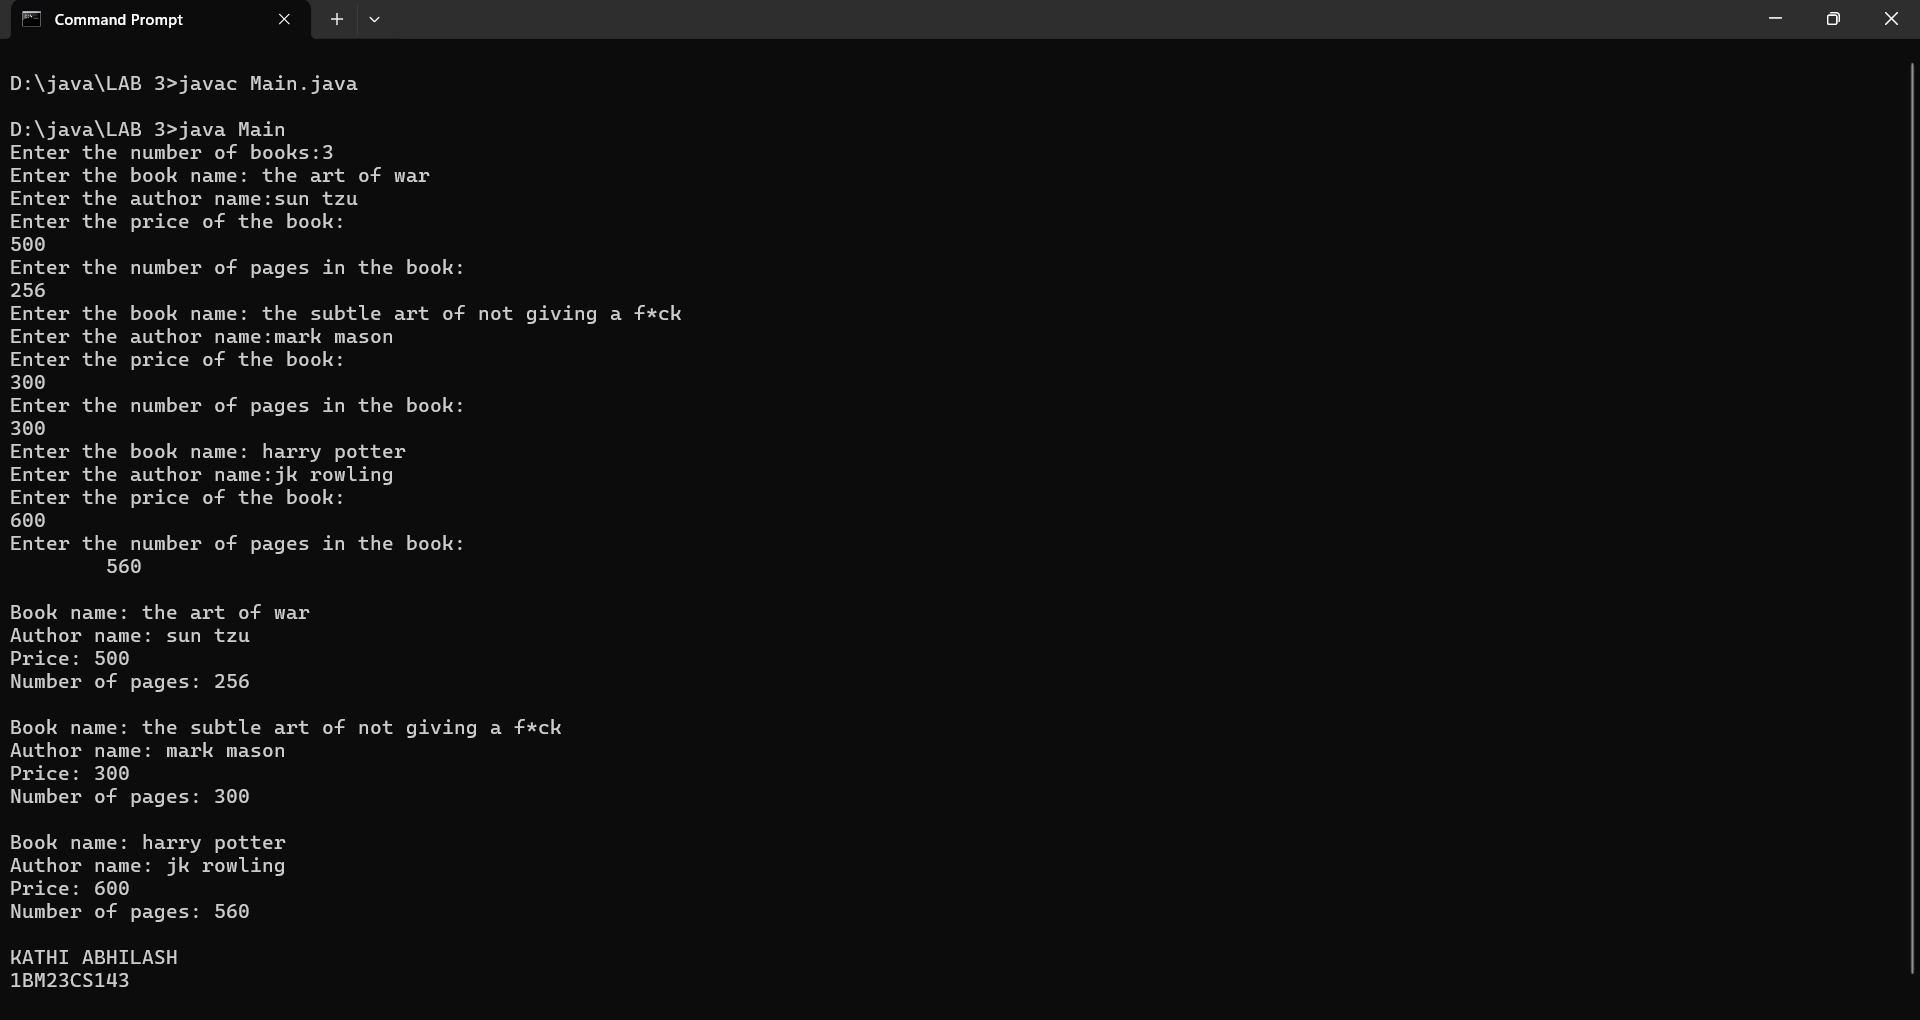 Command Prompt
D:\java\LAB 3>javac Main.java
D:\java\LAB 3>java Main
Enter the number of books:3
Enter the book name: the art of war
Enter the author name:sun tzu
Enter the price of the book:
500
Enter the number of pages in the book:
256
Enter the book name: the subtle art of not giving a f*ck
Enter the author name:mark mason
Enter the price of the book:
300
Enter the number of pages in the book:
300
Enter the book name: harry potter
Enter the author name:jk rowling
Enter the price of the book:
600
Enter the number of pages in the book:
        560
Book name: the art of war
Author name: sun tzu
Price: 500
Number of pages: 256
Book name: the subtle art of not giving a f*ck
Author name: mark mason
Price: 300
Number of pages: 300
Book name: harry potter
Author name: jk rowling
Price: 600
Number of pages: 560
KATHI ABHILASH
1BM23CS143